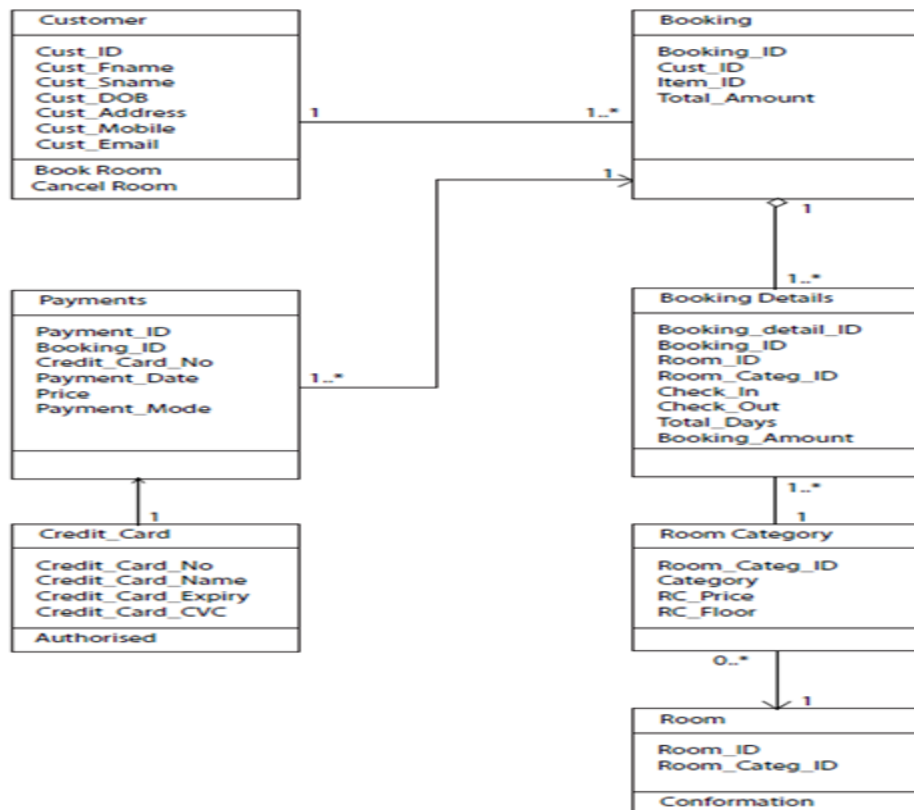 Customer
Cust_ID
Cust_Fname
Cust_Sname
Cust_DOB
Cust_Address
Cust_Mobile
Cust_Email
Book Room
Cancel Room
1
1..*
Booking
Booking_ID
Cust_ID
Item_ID
Total_Amount
1
1
1..*
Payments
Payment_ID
Booking_ID
Credit_Card_No
Payment_Date
Price
Payment_Mode
1..*
Booking Details
Booking_detail_ID
Booking_ID
Room_ID
Room_Categ_ID
Check_In
Check_Out
Total_Days
Booking_Amount
1..*
1
1
Credit_Card
Credit_Card_No
Credit_Card_Name
Credit_Card_Expiry
Credit_Card_CVC
Authorised
Room Category
Room_Categ_ID
Category
RC_Price
RC_Floor
0..*
1
Room
Room_ID
Room_Categ_ID
Conformation